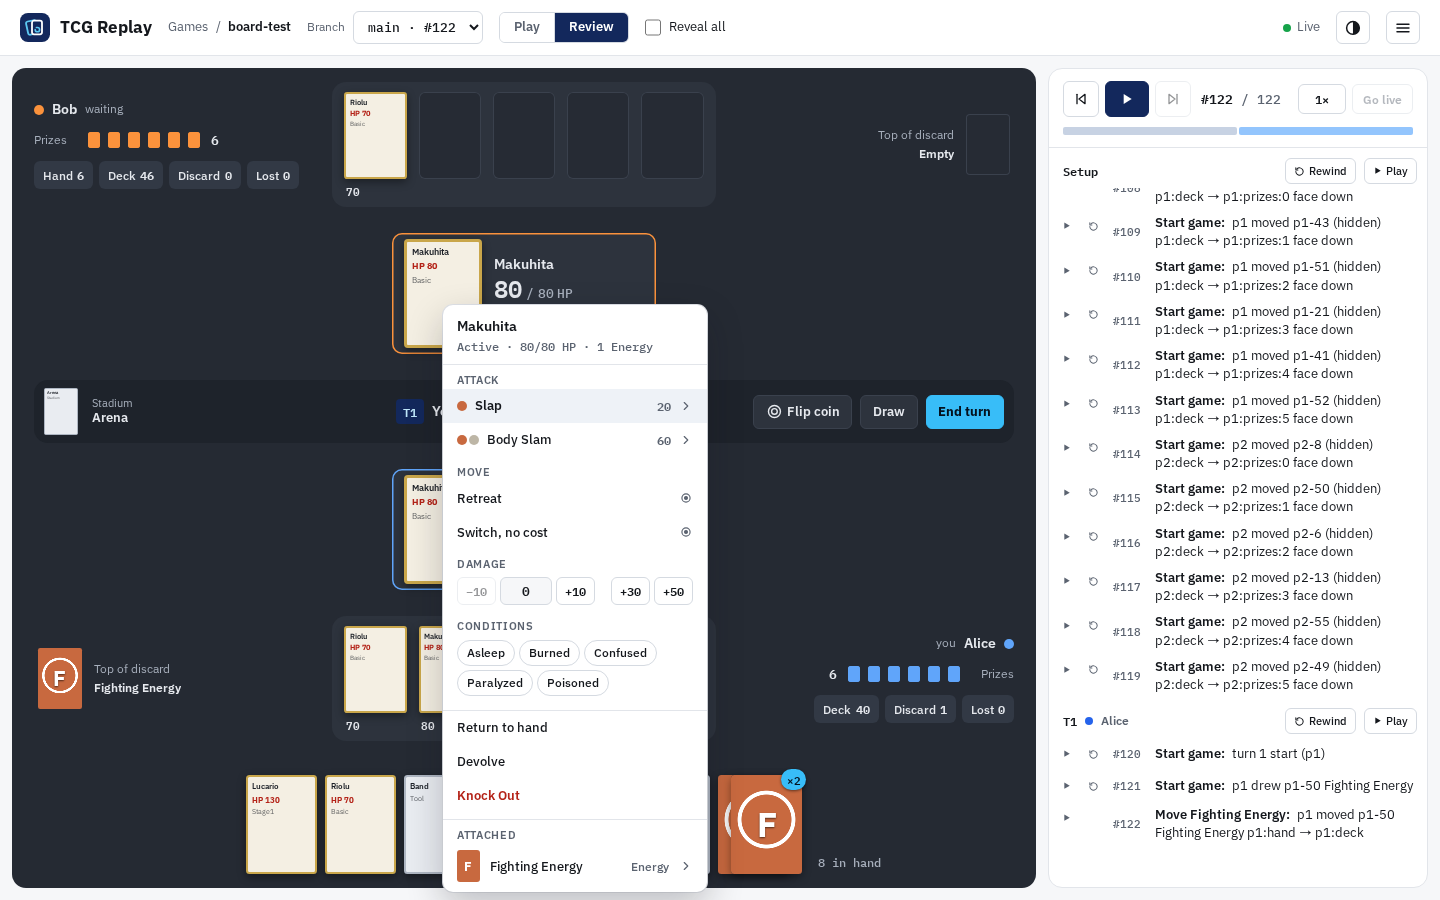 TCG Replay Games / board-test Branch main · #122 Play Review Reveal all Live
Bob waiting
Prizes 6
Hand 6 Deck 46 Discard 0 Lost 0
Riolu
HP 70
Basic
70
Top of discard
Empty
Makuhita
HP 80
Basic
Makuhita
80 / 80 HP
Arena
Stadium
Stadium
Arena
T1
Flip coin Draw End turn
HP 80
Basic
Top of discard
Fighting Energy
F
Riolu
HP 70
Basic
70
80
you Alice
6 Prizes
Deck 40 Discard 1 Lost 0
Lucario
HP 130
Stage1
Riolu
HP 70
Basic
Band
Tool
F
×2
8 in hand
Makuhita
Active · 80/80 HP · 1 Energy
ATTACK
Slap 20
Body Slam 60
MOVE
Retreat
Switch, no cost
DAMAGE
−10 0 +10 +30 +50
CONDITIONS
Asleep Burned Confused
Paralyzed Poisoned
Return to hand
Devolve
Knock Out
ATTACHED
F Fighting Energy Energy
#122 / 122 1× Go live
Setup Rewind Play
#108 p1:deck → p1:prizes:0 face down
#109 Start game: p1 moved p1-43 (hidden)
p1:deck → p1:prizes:1 face down
#110 Start game: p1 moved p1-51 (hidden)
p1:deck → p1:prizes:2 face down
#111 Start game: p1 moved p1-21 (hidden)
p1:deck → p1:prizes:3 face down
#112 Start game: p1 moved p1-41 (hidden)
p1:deck → p1:prizes:4 face down
#113 Start game: p1 moved p1-52 (hidden)
p1:deck → p1:prizes:5 face down
#114 Start game: p2 moved p2-8 (hidden)
p2:deck → p2:prizes:0 face down
#115 Start game: p2 moved p2-50 (hidden)
p2:deck → p2:prizes:1 face down
#116 Start game: p2 moved p2-6 (hidden)
p2:deck → p2:prizes:2 face down
#117 Start game: p2 moved p2-13 (hidden)
p2:deck → p2:prizes:3 face down
#118 Start game: p2 moved p2-55 (hidden)
p2:deck → p2:prizes:4 face down
#119 Start game: p2 moved p2-49 (hidden)
p2:deck → p2:prizes:5 face down
T1 Alice Rewind Play
#120 Start game: turn 1 start (p1)
#121 Start game: p1 drew p1-50 Fighting Energy
#122 Move Fighting Energy: p1 moved p1-50
Fighting Energy p1:hand → p1:deck